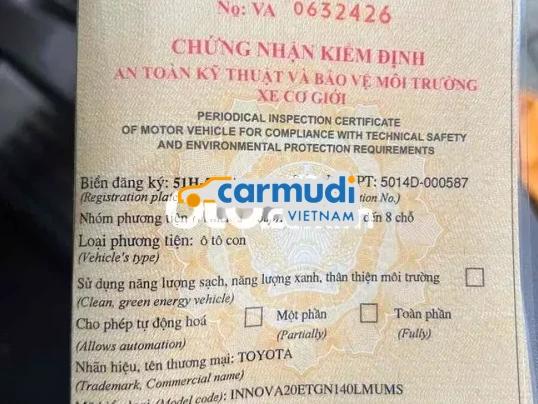 No: VA 0632426
CHỨNG NHẬN KIỂM ĐỊNH
AN TOÀN KỸ THUẬT VÀ BẢO VỆ MÔI TRƯỜNG
XE CƠ GIỚI
PERIODICAL INSPECTION CERTIFICATE
OF MOTOR VEHICLE FOR COMPLIANCE WITH TECHNICAL SAFETY
AND ENVIRONMENTAL PROTECTION REQUIREMENTS
Biển đăng ký: 51H- PT: 5014D-000587
(Registration plate tion No.)
carmudi
VIETNAM
Nhóm phương tiện đến 8 chỗ
Loại phương tiện: ô tô con
(Vehicle's type)
Sử dụng năng lượng sạch, năng lượng xanh, thân thiện môi trường
(Clean, green energy vehicle)
Cho phép tự động hoá Một phần Toàn phần
(Allows automation) (Partially) (Fully)
Nhãn hiệu, tên thương mại: TOYOTA
(Trademark, Commercial name)
(Model code): INNOVA20ETGN140LMUMS